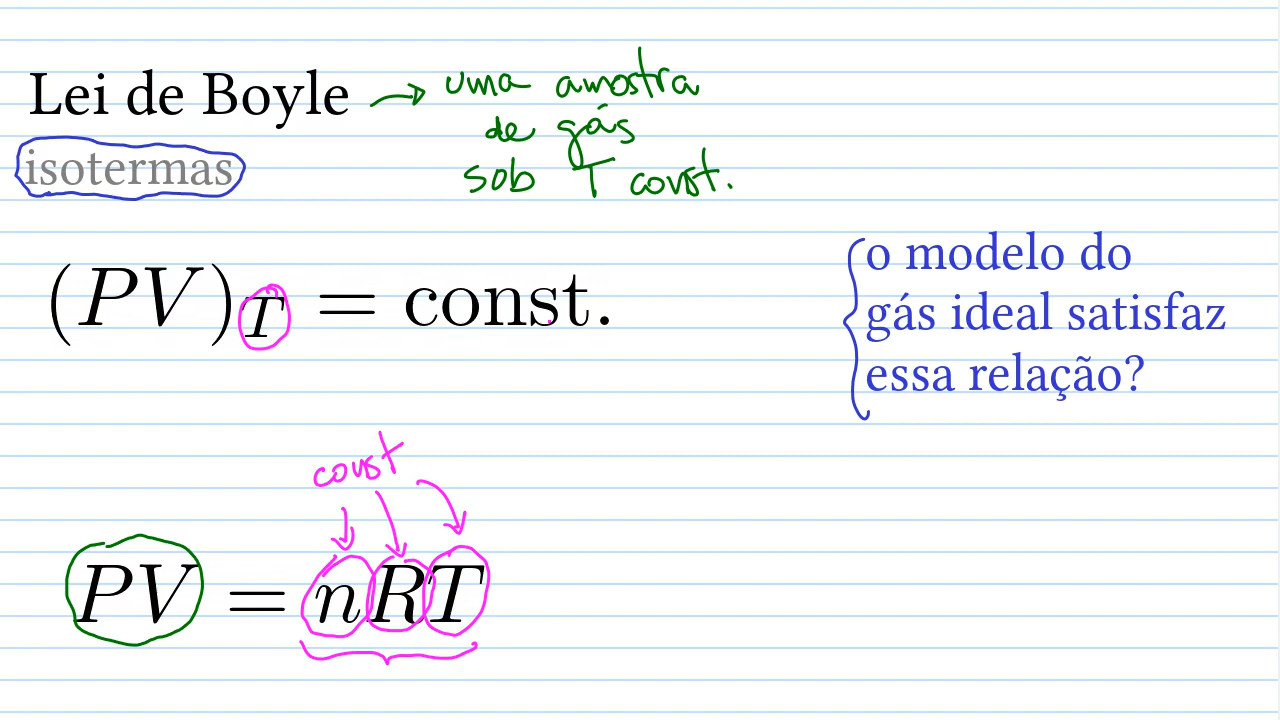 Lei de Boyle → uma amostra
de gás
isotermas
sob T const.
(PV)_T = const.
o modelo do
gás ideal satisfaz
essa relação?
const
PV = nRT